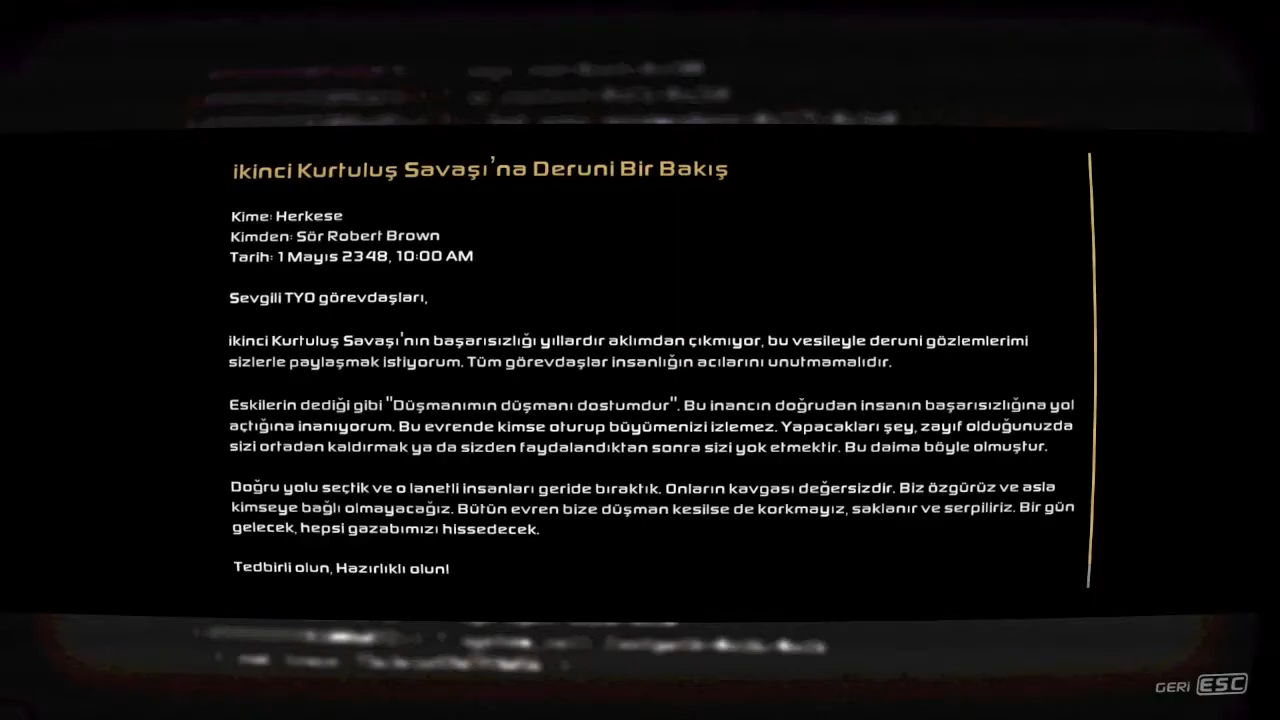 ikinci Kurtuluş Savaşı'na Deruni Bir Bakış
Kime: Herkese
Kimden: Sör Robert Brown
Tarih: 1 Mayıs 2348, 10:00 AM
Sevgili TYO görevdaşları,
ikinci Kurtuluş Savaşı'nın başarısızlığı yıllardır aklımdan çıkmıyor, bu vesileyle deruni gözlemlerimi
sizlerle paylaşmak istiyorum. Tüm görevdaşlar insanlığın acılarını unutmamalıdır.
Eskilerin dediği gibi "Düşmanımın düşmanı dostumdur". Bu inancın doğrudan insanın başarısızlığına yol
açtığına inanıyorum. Bu evrende kimse oturup büyümenizi izlemez. Yapacakları şey, zayıf olduğunuzda
sizi ortadan kaldırmak ya da sizden faydalandıktan sonra sizi yok etmektir. Bu daima böyle olmuştur.
Doğru yolu seçtik ve o lanetli insanları geride bıraktık. Onların kavgası değersizdir. Biz özgürüz ve asla
kimseye bağlı olmayacağız. Bütün evren bize düşman kesilse de korkmayız, saklanır ve serpiliriz. Bir gün
gelecek, hepsi gazabımızı hissedecek.
Tedbirli olun, Hazırlıklı olun!
GERi ESC